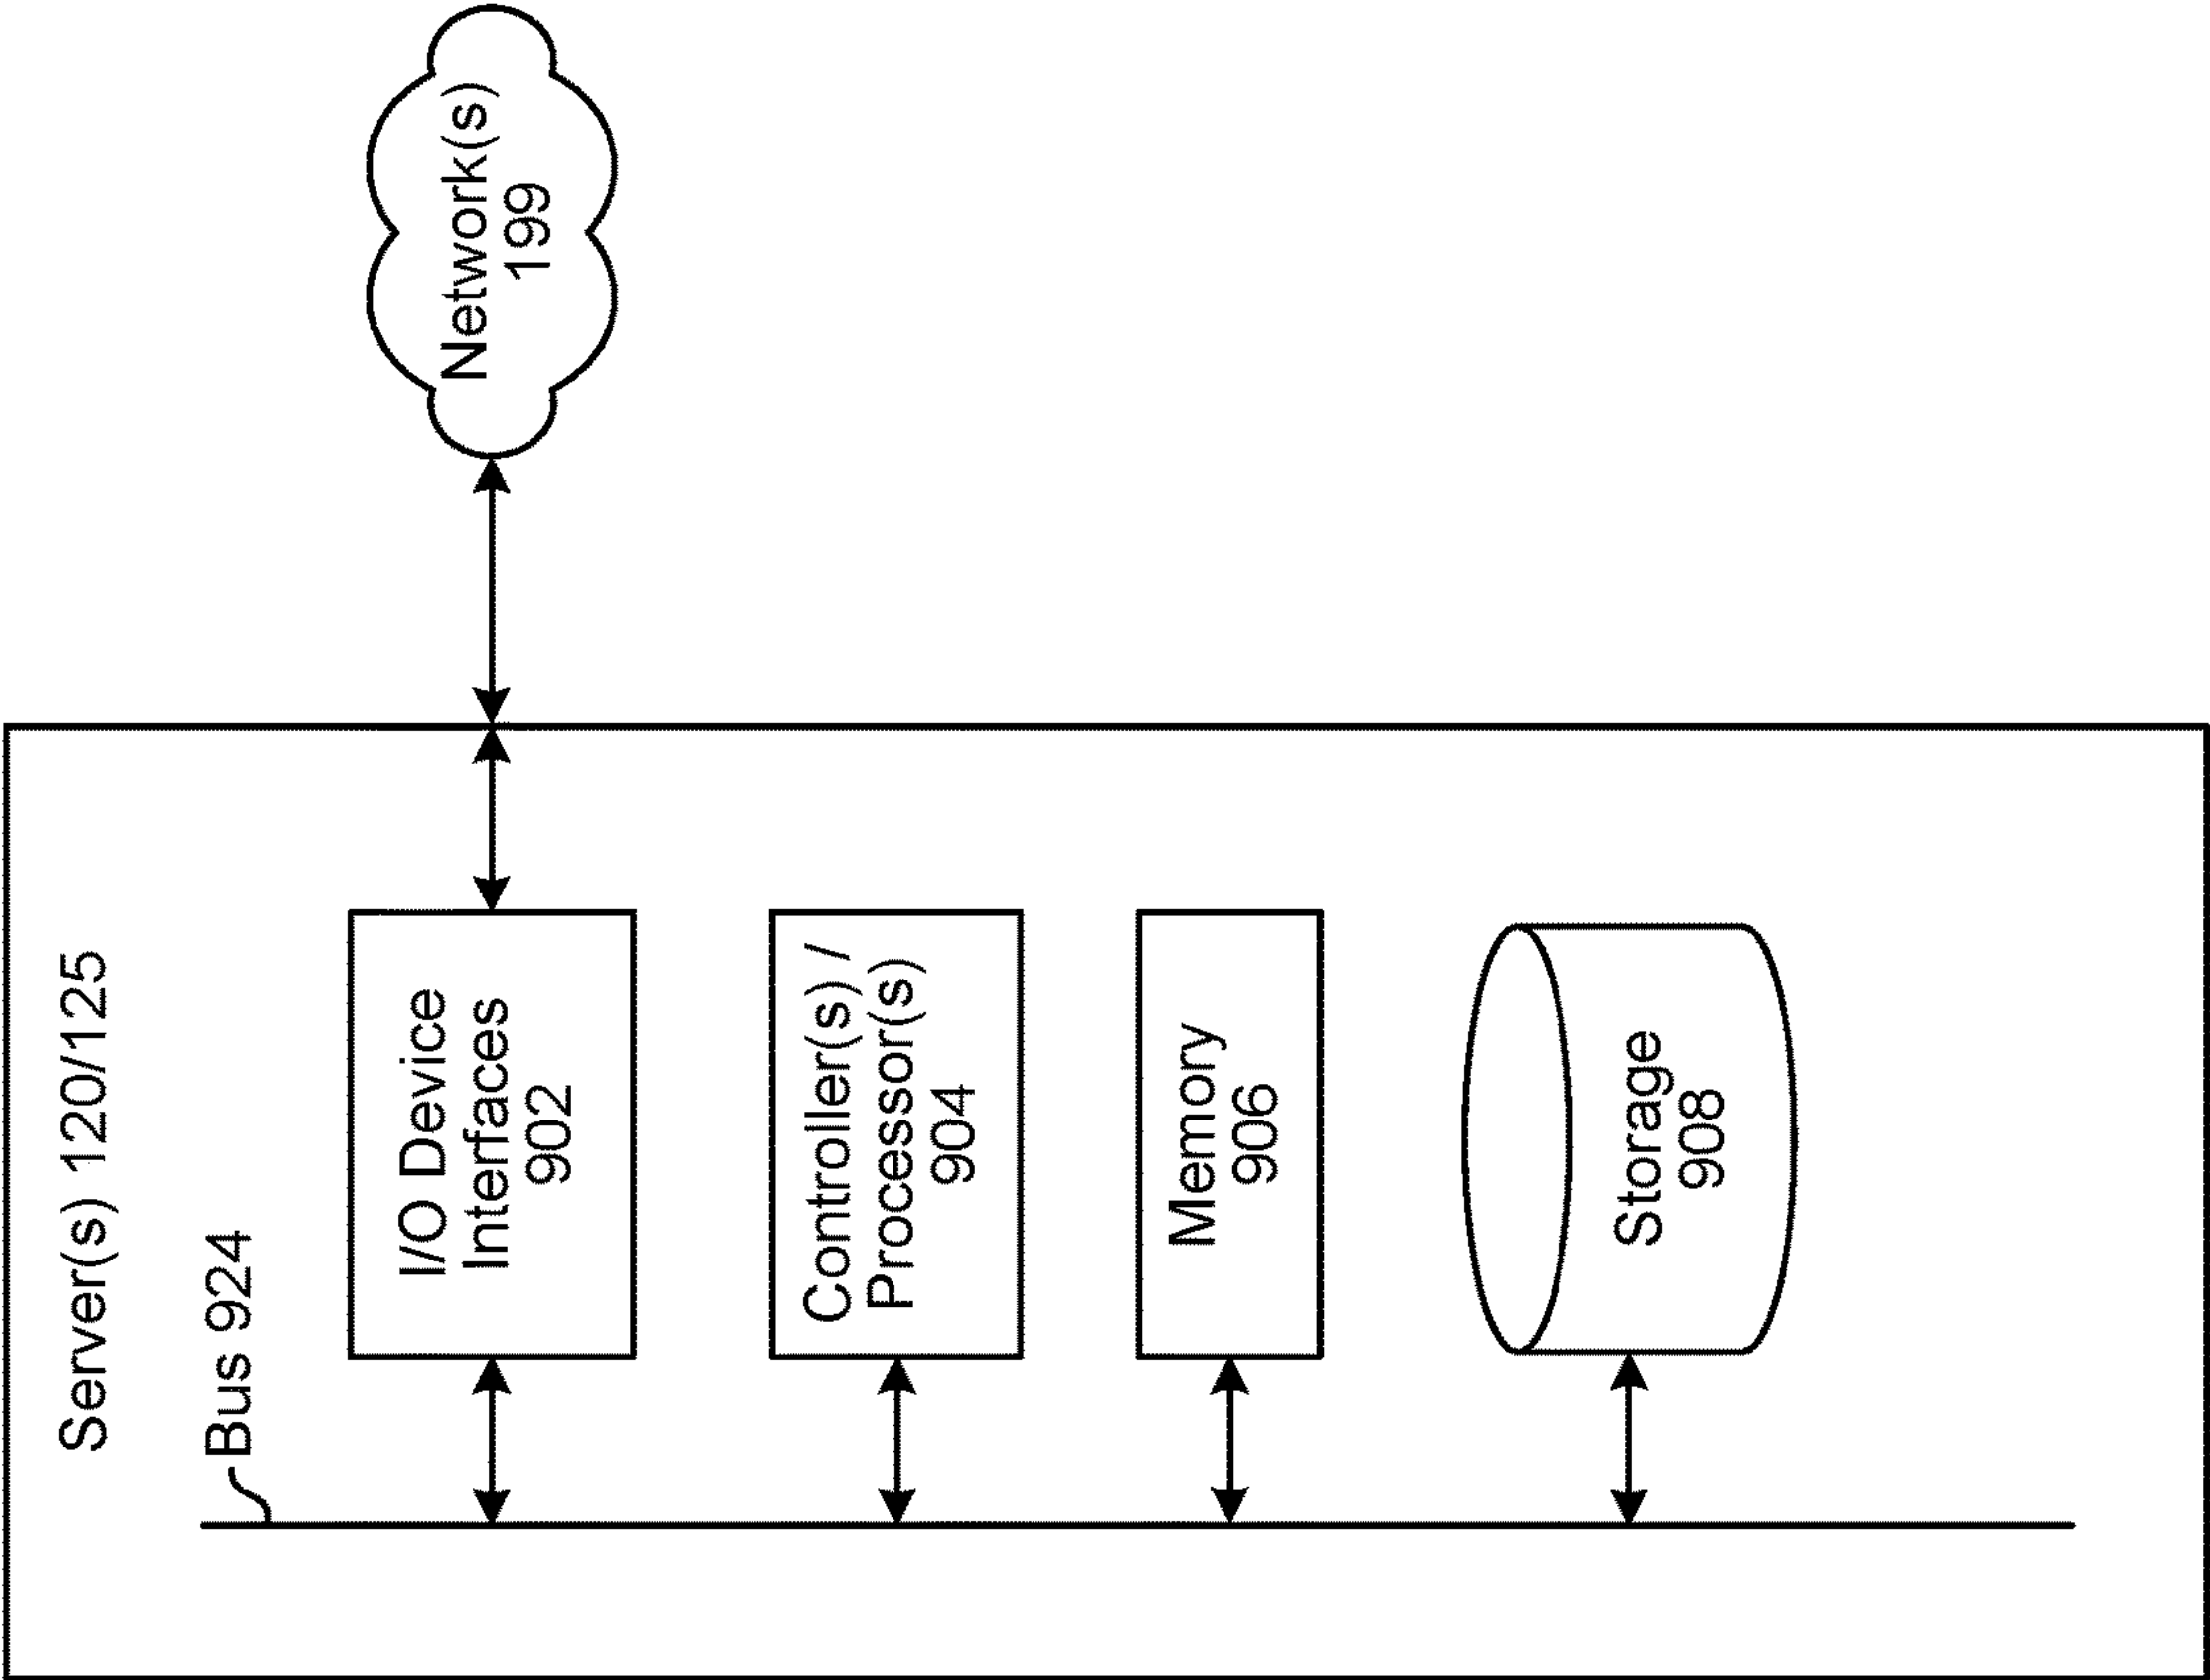 Server(s) 120/125
Bus 924
I/O Device
Interfaces
902
Network(s)
199
Controller(s) /
Processor(s)
904
Memory
906
Storage
908